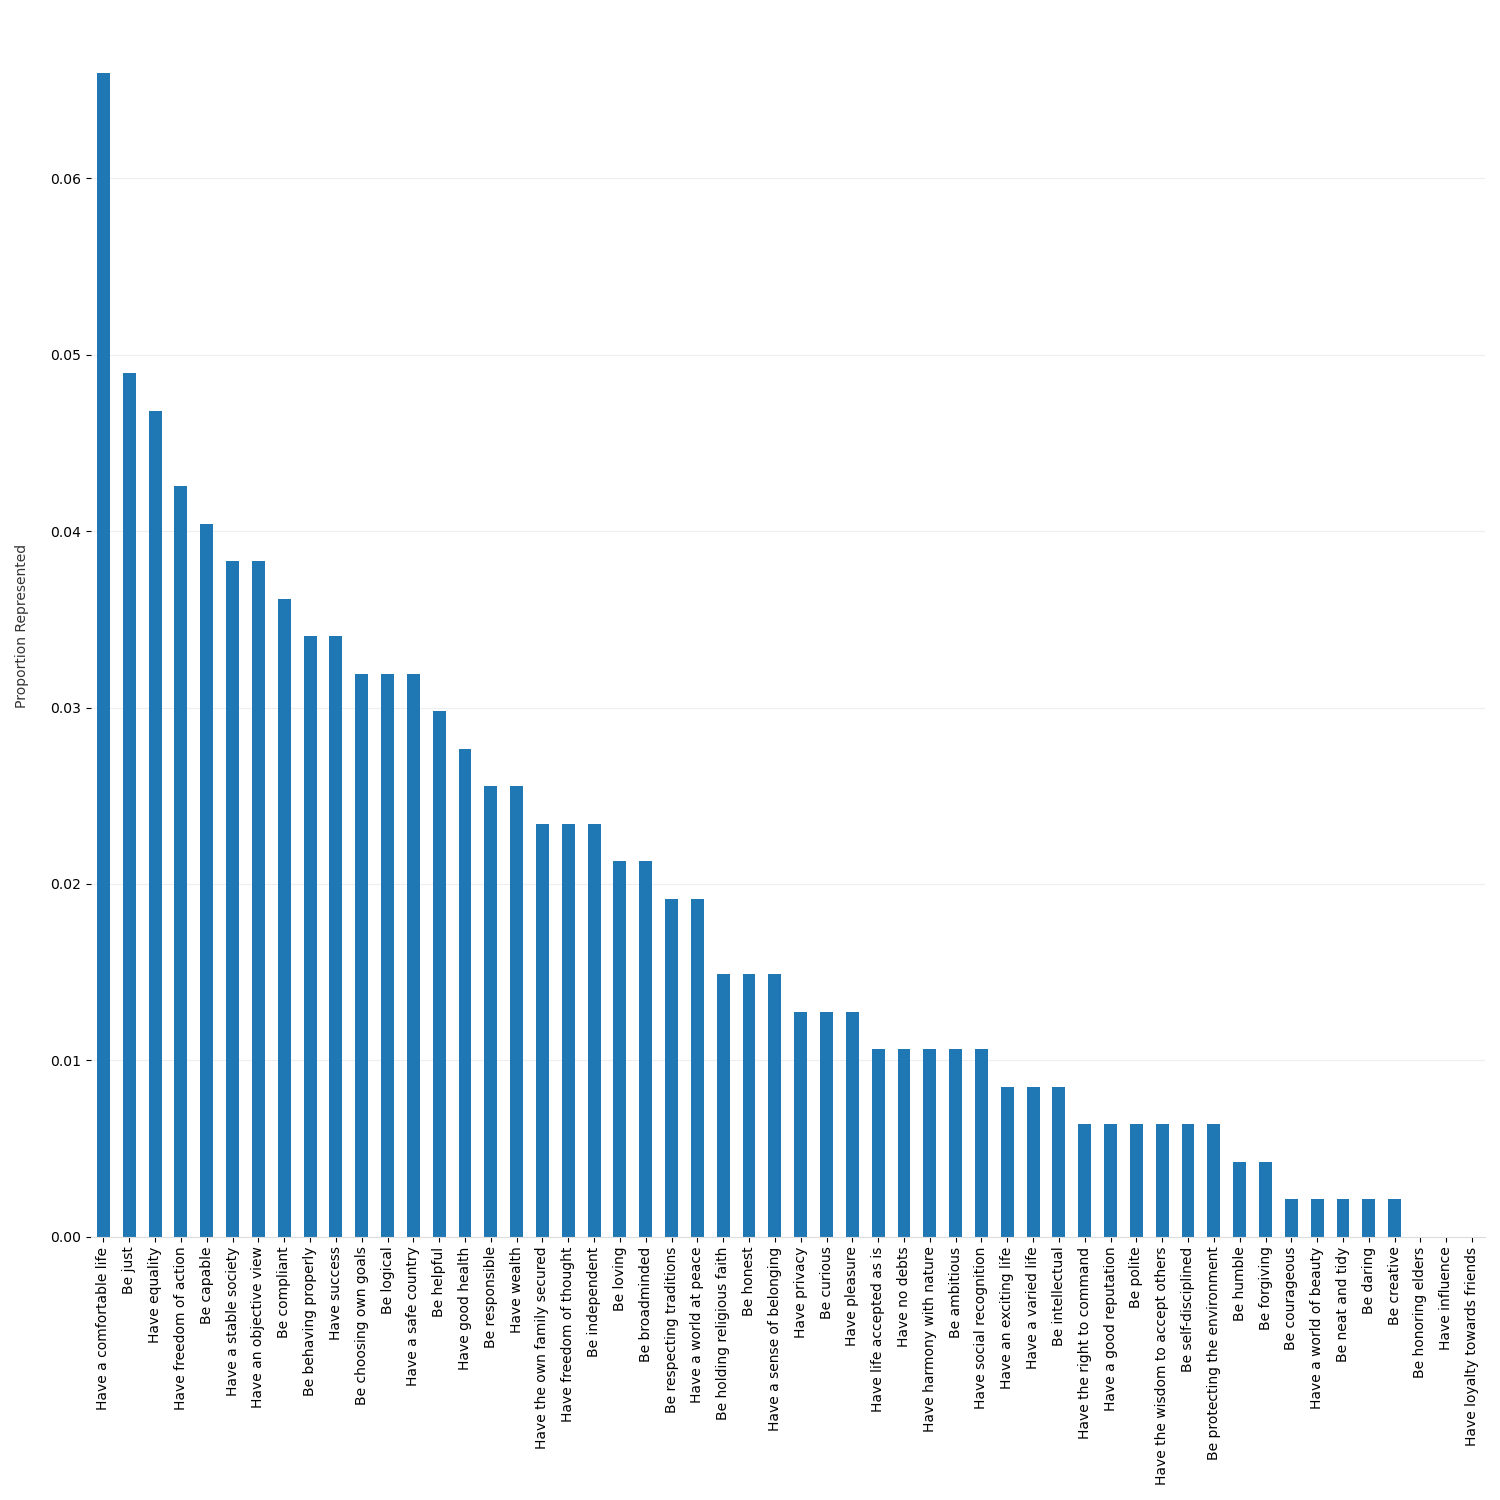 0.06
0.05
0.04
0.03
0.02
0.01
0.00
Proportion Represented
Have a comfortable life
Be just
Have equality
Have freedom of action
Be capable
Have a stable society
Have an objective view
Be compliant
Be behaving properly
Have success
Be choosing own goals
Be logical
Have a safe country
Be helpful
Have good health
Be responsible
Have wealth
Have the own family secured
Have freedom of thought
Be independent
Be loving
Be broadminded
Be respecting traditions
Have a world at peace
Be holding religious faith
Be honest
Have a sense of belonging
Have privacy
Be curious
Have pleasure
Have life accepted as is
Have no debts
Have harmony with nature
Be ambitious
Have social recognition
Have an exciting life
Have a varied life
Be intellectual
Have the right to command
Have a good reputation
Be polite
Have the wisdom to accept others
Be self-disciplined
Be protecting the environment
Be humble
Be forgiving
Be courageous
Have a world of beauty
Be neat and tidy
Be daring
Be creative
Be honoring elders
Have influence
Have loyalty towards friends